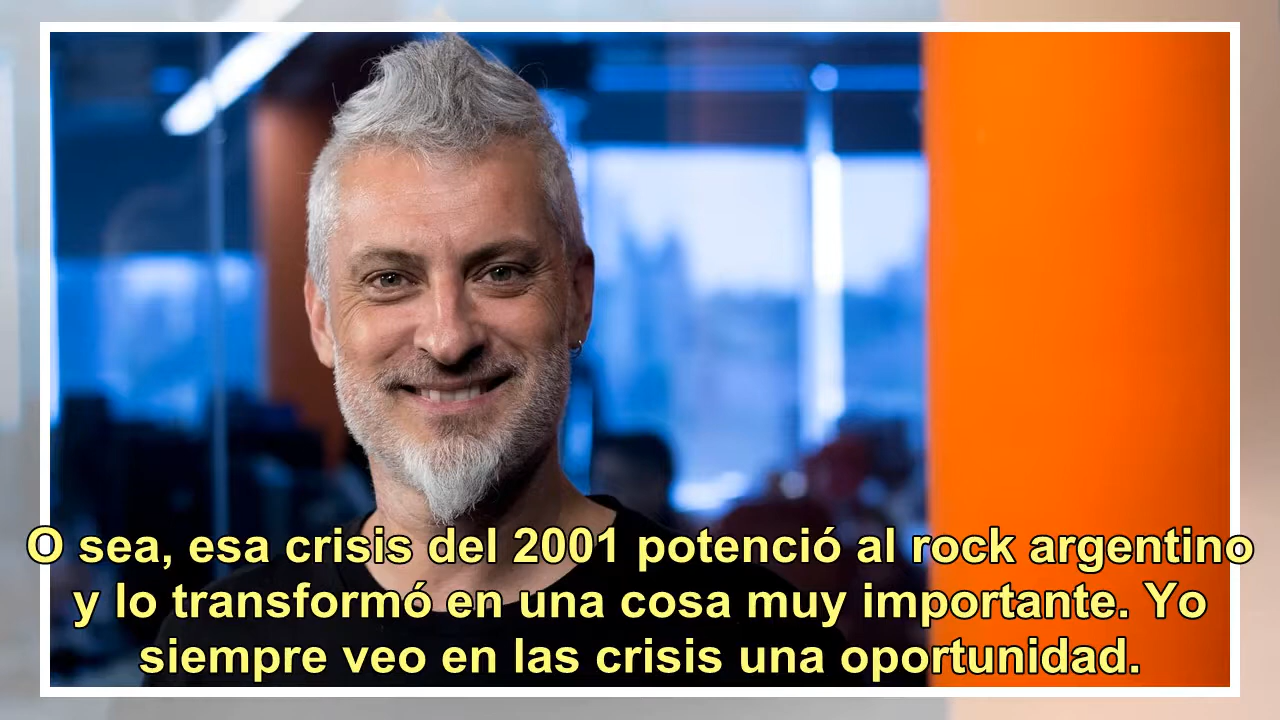 O sea, esa crisis del 2001 potenció al rock argentino
y lo transformó en una cosa muy importante. Yo
siempre veo en las crisis una oportunidad.